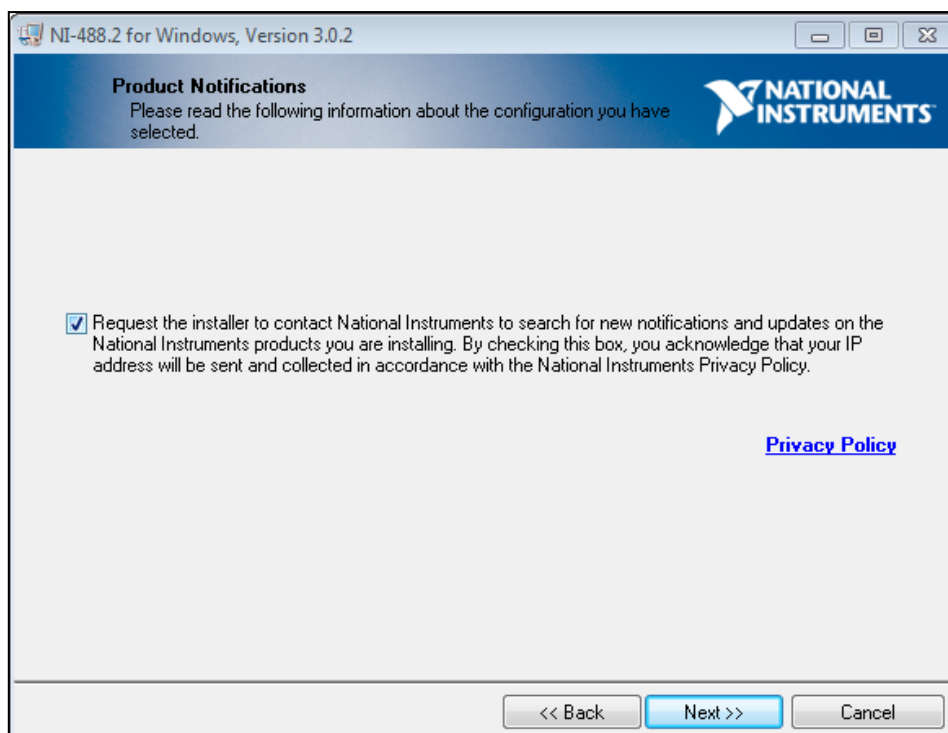 NI-488.2 for Windows, Version 3.0.2
Product Notifications
Please read the following information about the configuration you have
selected.
NATIONAL
INSTRUMENTS™
Request the installer to contact National Instruments to search for new notifications and updates on the
National Instruments products you are installing. By checking this box, you acknowledge that your IP
address will be sent and collected in accordance with the National Instruments Privacy Policy.
Privacy Policy
<< Back
Next >>
Cancel